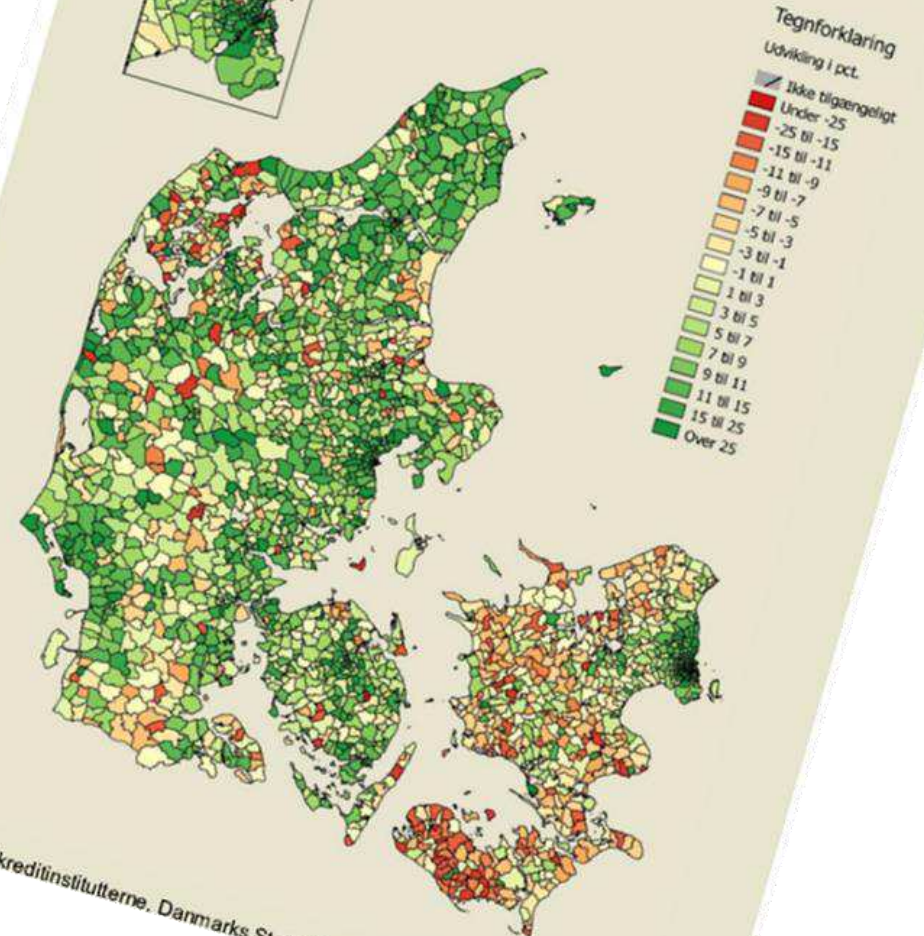 Tegnforklaring
Udvikling i pct.
Ikke tilgængeligt
Under -25
-25 til -15
-15 til -11
-11 til -9
-9 til -7
-7 til -5
-5 til -3
-3 til -1
-1 til 1
1 til 3
3 til 5
5 til 7
7 til 9
9 til 11
11 til 15
15 til 25
Over 25
kreditinstitutterne, Danmarks